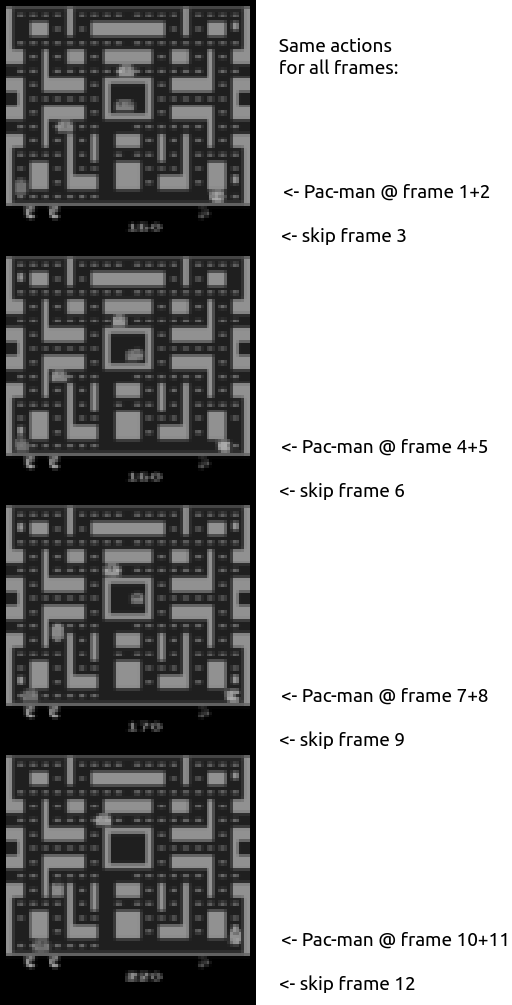 Same actions
for all frames:
<- Pac-man @ frame 1+2
160
<- skip frame 3
<- Pac-man @ frame 4+5
160
<- skip frame 6
<- Pac-man @ frame 7+8
170
<- skip frame 9
<- Pac-man @ frame 10+11
220
<- skip frame 12